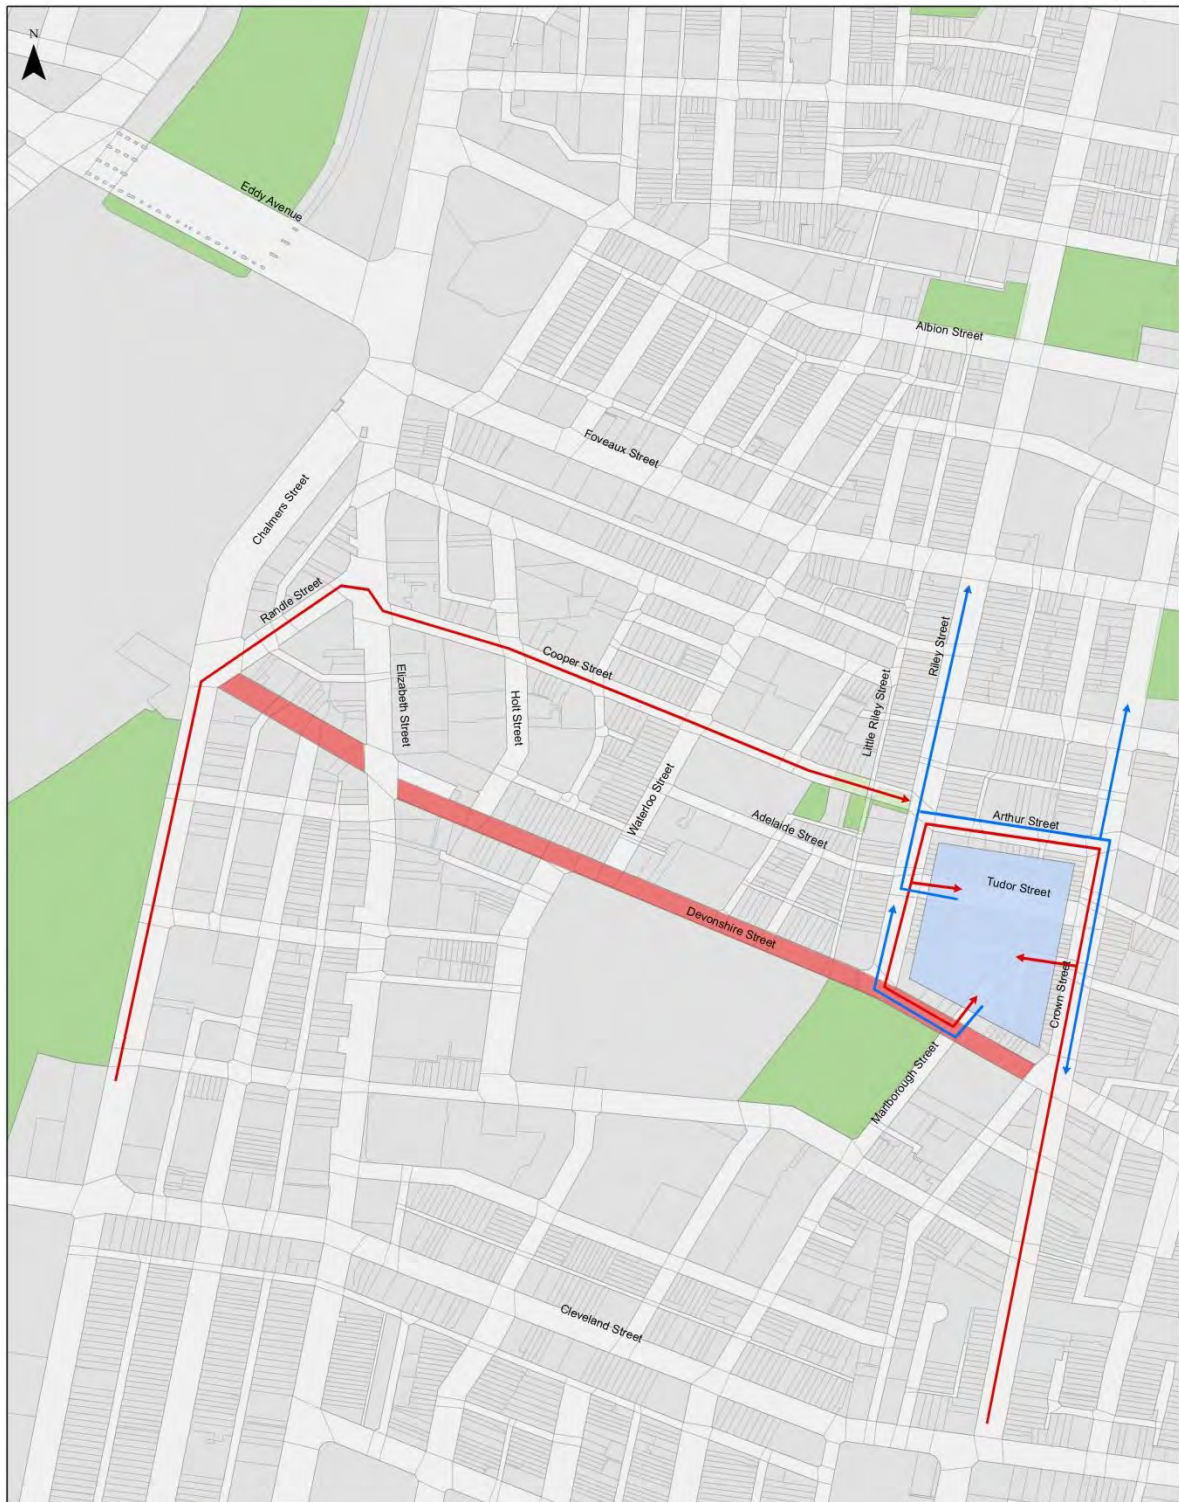 N
Eddy Avenue
Albion Street
Foveaux Street
Chalmers Street
Randle Street
Riley Street
Cooper Street
Elizabeth Street
Holt Street
Little Riley Street
Waterloo Street
Adelaide Street
Arthur Street
Tudor Street
Devonshire Street
Crown Street
Marlborough Street
Cleveland Street